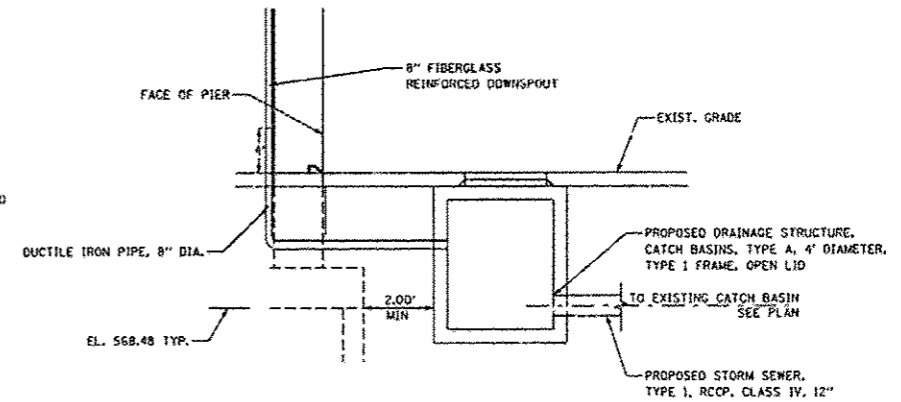 8" FIBERGLASS
REINFORCED DOWNSPOUT
FACE OF PIER
EXIST. GRADE
DUCTILE IRON PIPE, 8" DIA.
PROPOSED DRAINAGE STRUCTURE,
CATCH BASINS, TYPE A, 4' DIAMETER,
TYPE 1 FRAME, OPEN LID
2.00'
MIN
TO EXISTING CATCH BASIN
SEE PLAN
EL. 568.48 TYP.
PROPOSED STORM SEWER,
TYPE 1, RCCP, CLASS IV, 12"